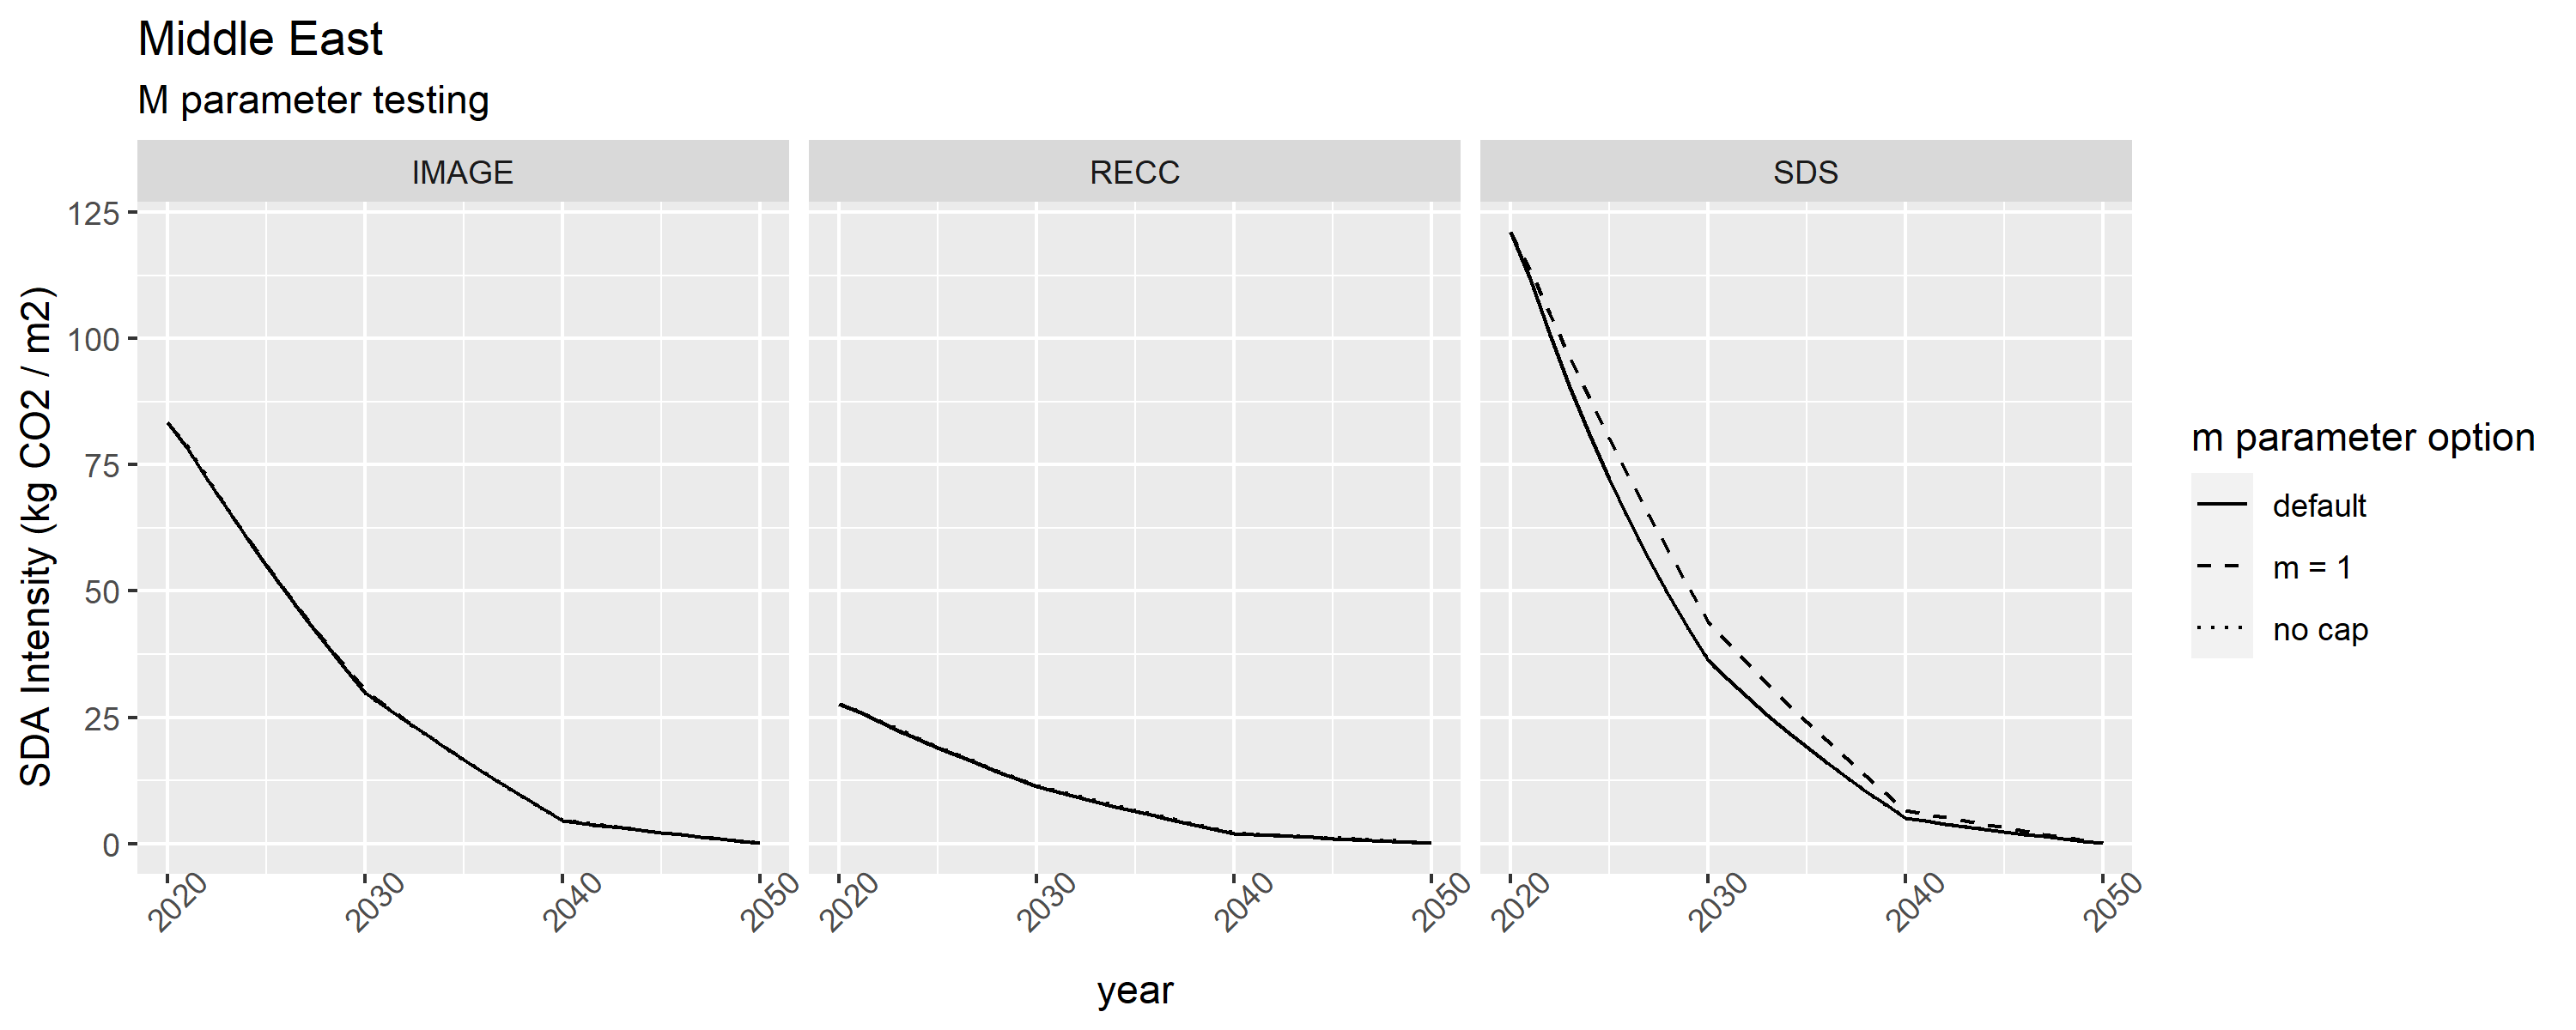 Middle East
M parameter testing
IMAGE
RECC
SDS
SDA Intensity (kg CO2 / m2)
125
100
75
50
25
0
2020
2030
2040
2050
2020
2030
2040
2050
2020
2030
2040
2050
year
m parameter option
default
m = 1
no cap